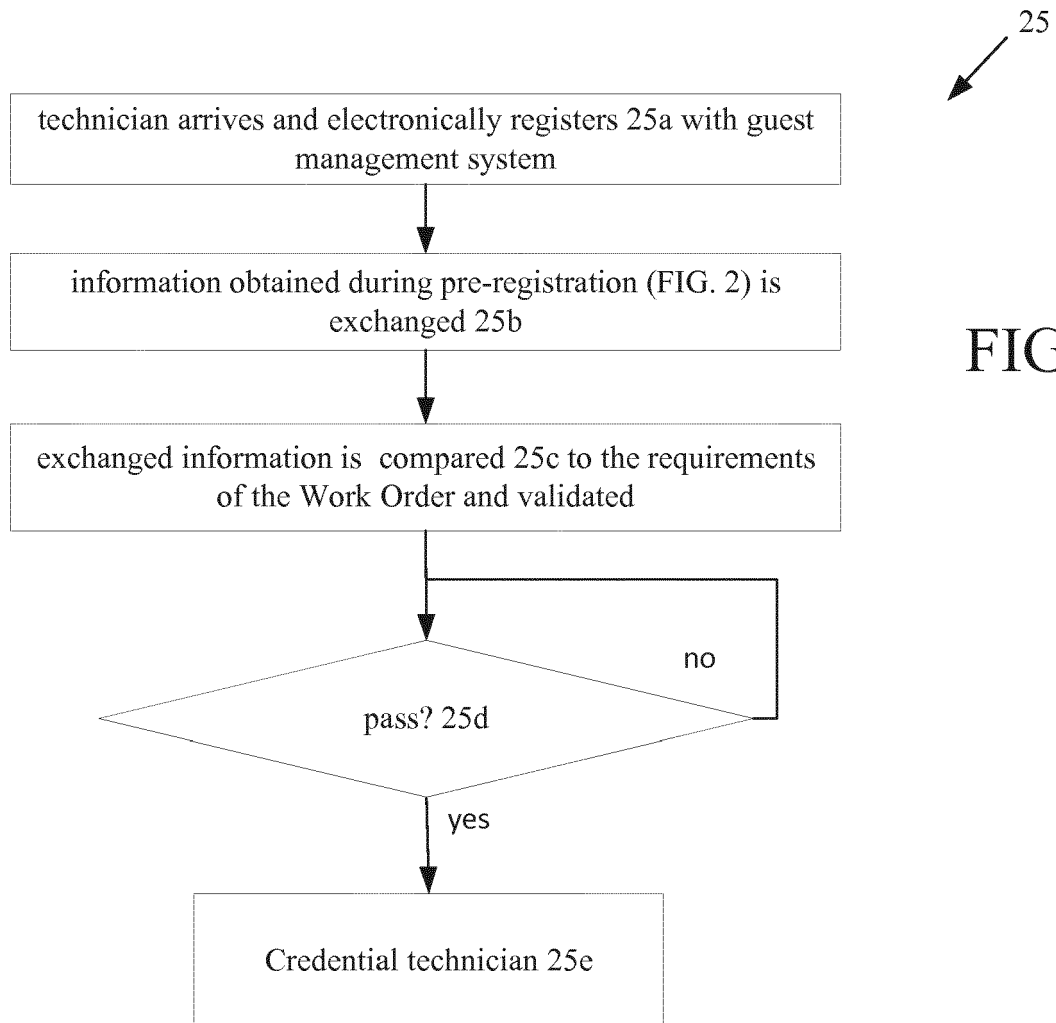 25
technician arrives and electronically registers 25a with guest
management system
information obtained during pre-registration (FIG. 2) is
exchanged 25b
FIG
exchanged information is compared 25c to the requirements
of the Work Order and validated
no
pass? 25d
yes
Credential technician 25e